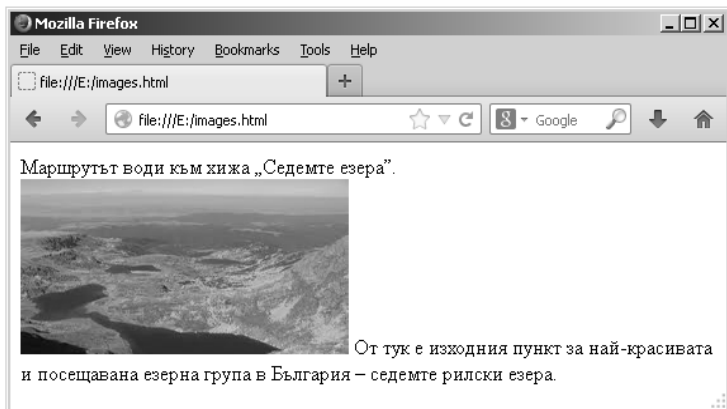 Mozilla Firefox
File Edit View History Bookmarks Tools Help
file:///E:/images.html
file:///E:/images.html Google
Маршрутът води към хижа „Седемте езера”.
От тук е изходния пункт за най-красивата
и посещавана езерна група в България – седемте рилски езера.